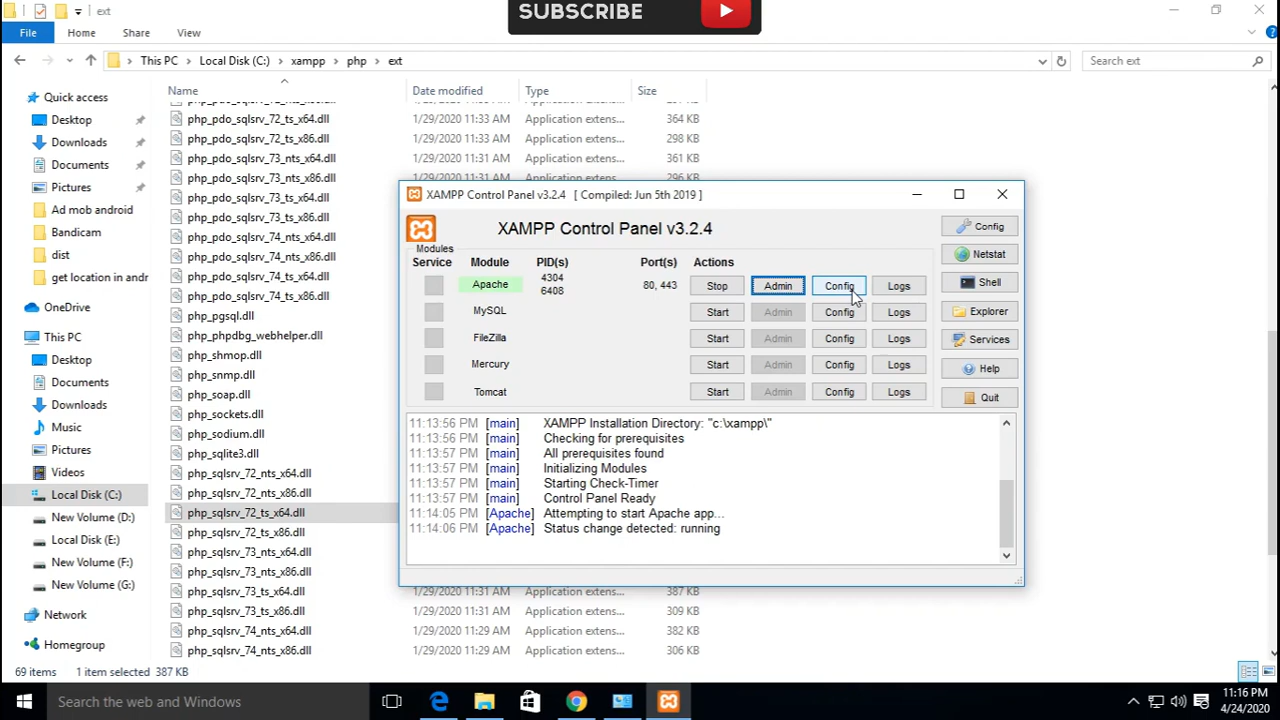 SUBSCRIBE
ext
File Home Share View
This PC Local Disk (C:) xampp php ext
Search ext
Name Date modified Type Size
Quick access
Desktop
Downloads
Documents
Pictures
Ad mob android
Bandicam
dist
get location in andr
OneDrive
This PC
Desktop
Documents
Downloads
Music
Pictures
Videos
Local Disk (C:)
New Volume (D:)
Local Disk (E:)
New Volume (F:)
New Volume (G:)
Network
Homegroup
php_pdo_sqlsrv_72_ts_x64.dll 1/29/2020 11:33 AM Application extens... 364 KB
php_pdo_sqlsrv_72_ts_x86.dll 1/29/2020 11:33 AM Application extens... 298 KB
php_pdo_sqlsrv_73_nts_x64.dll 1/29/2020 11:31 AM Application extens... 361 KB
php_pdo_sqlsrv_73_nts_x86.dll 1/29/2020 11:31 AM Application extens... 296 KB
php_pdo_sqlsrv_73_ts_x64.dll
php_pdo_sqlsrv_73_ts_x86.dll
php_pdo_sqlsrv_74_nts_x64.dll
php_pdo_sqlsrv_74_nts_x86.dll
php_pdo_sqlsrv_74_ts_x64.dll
php_pdo_sqlsrv_74_ts_x86.dll
php_pgsql.dll
php_phpdbg_webhelper.dll
php_shmop.dll
php_snmp.dll
php_soap.dll
php_sockets.dll
php_sodium.dll
php_sqlite3.dll
php_sqlsrv_72_nts_x64.dll
php_sqlsrv_72_nts_x86.dll
php_sqlsrv_72_ts_x64.dll
php_sqlsrv_72_ts_x86.dll
php_sqlsrv_73_nts_x64.dll
php_sqlsrv_73_nts_x86.dll
php_sqlsrv_73_ts_x64.dll 1/29/2020 11:31 AM Application extens... 387 KB
php_sqlsrv_73_ts_x86.dll 1/29/2020 11:31 AM Application extens... 309 KB
php_sqlsrv_74_nts_x64.dll 1/29/2020 11:29 AM Application extens... 382 KB
php_sqlsrv_74_nts_x86.dll 1/29/2020 11:29 AM Application extens... 306 KB
XAMPP Control Panel v3.2.4 [ Compiled: Jun 5th 2019 ]
XAMPP Control Panel v3.2.4
Modules
Service Module PID(s) Port(s) Actions
Apache 4304 6408 80, 443 Stop Admin Config Logs
MySQL Start Admin Config Logs
FileZilla Start Admin Config Logs
Mercury Start Admin Config Logs
Tomcat Start Admin Config Logs
Config
Netstat
Shell
Explorer
Services
Help
Quit
11:13:56 PM [main] XAMPP Installation Directory: "c:\xampp\"
11:13:56 PM [main] Checking for prerequisites
11:13:57 PM [main] All prerequisites found
11:13:57 PM [main] Initializing Modules
11:13:57 PM [main] Starting Check-Timer
11:13:57 PM [main] Control Panel Ready
11:14:05 PM [Apache] Attempting to start Apache app...
11:14:06 PM [Apache] Status change detected: running
69 items 1 item selected 387 KB
Search the web and Windows
11:16 PM
4/24/2020